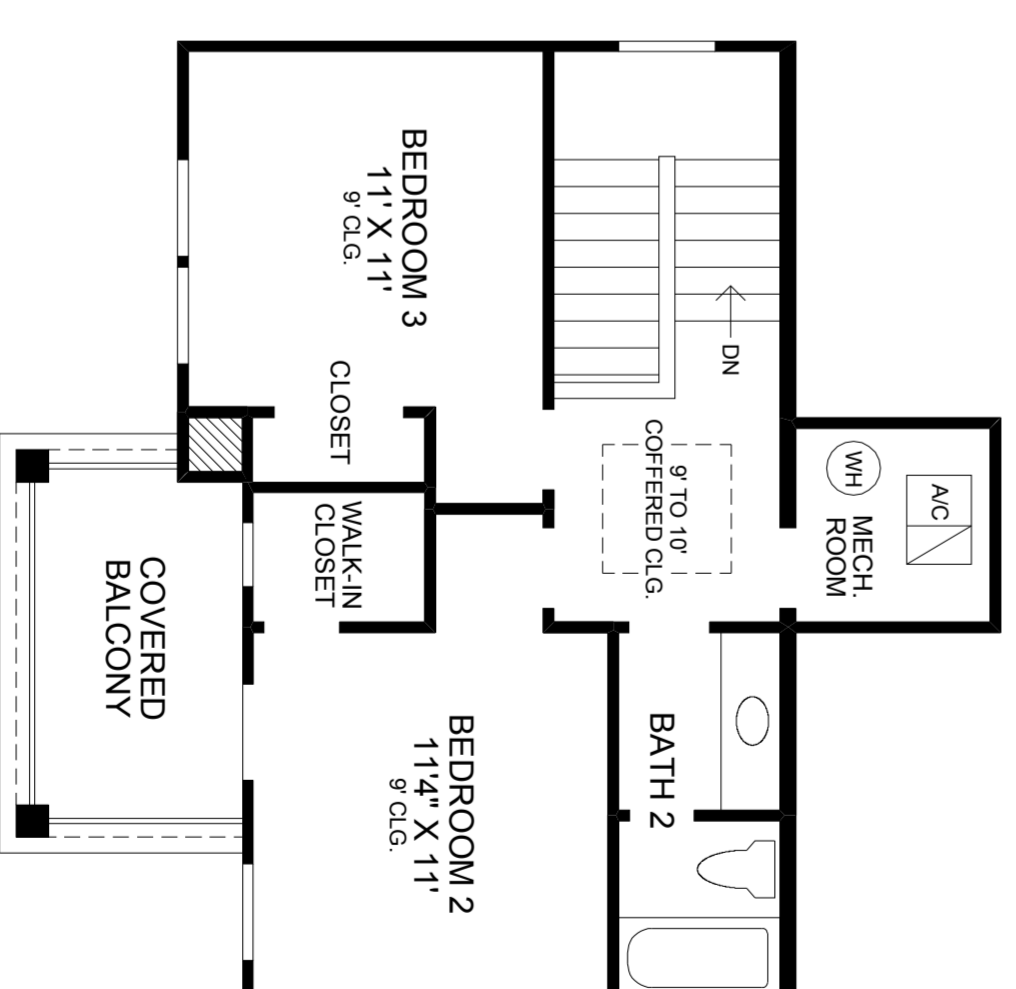 BEDROOM 3
11' X 11'
9' CLG.
CLOSET
DN
9' TO 10'
COFFERED CLG.
WH
A/C
MECH.
ROOM
WALK-IN
CLOSET
COVERED
BALCONY
BEDROOM 2
11'4" X 11'
9' CLG.
BATH 2